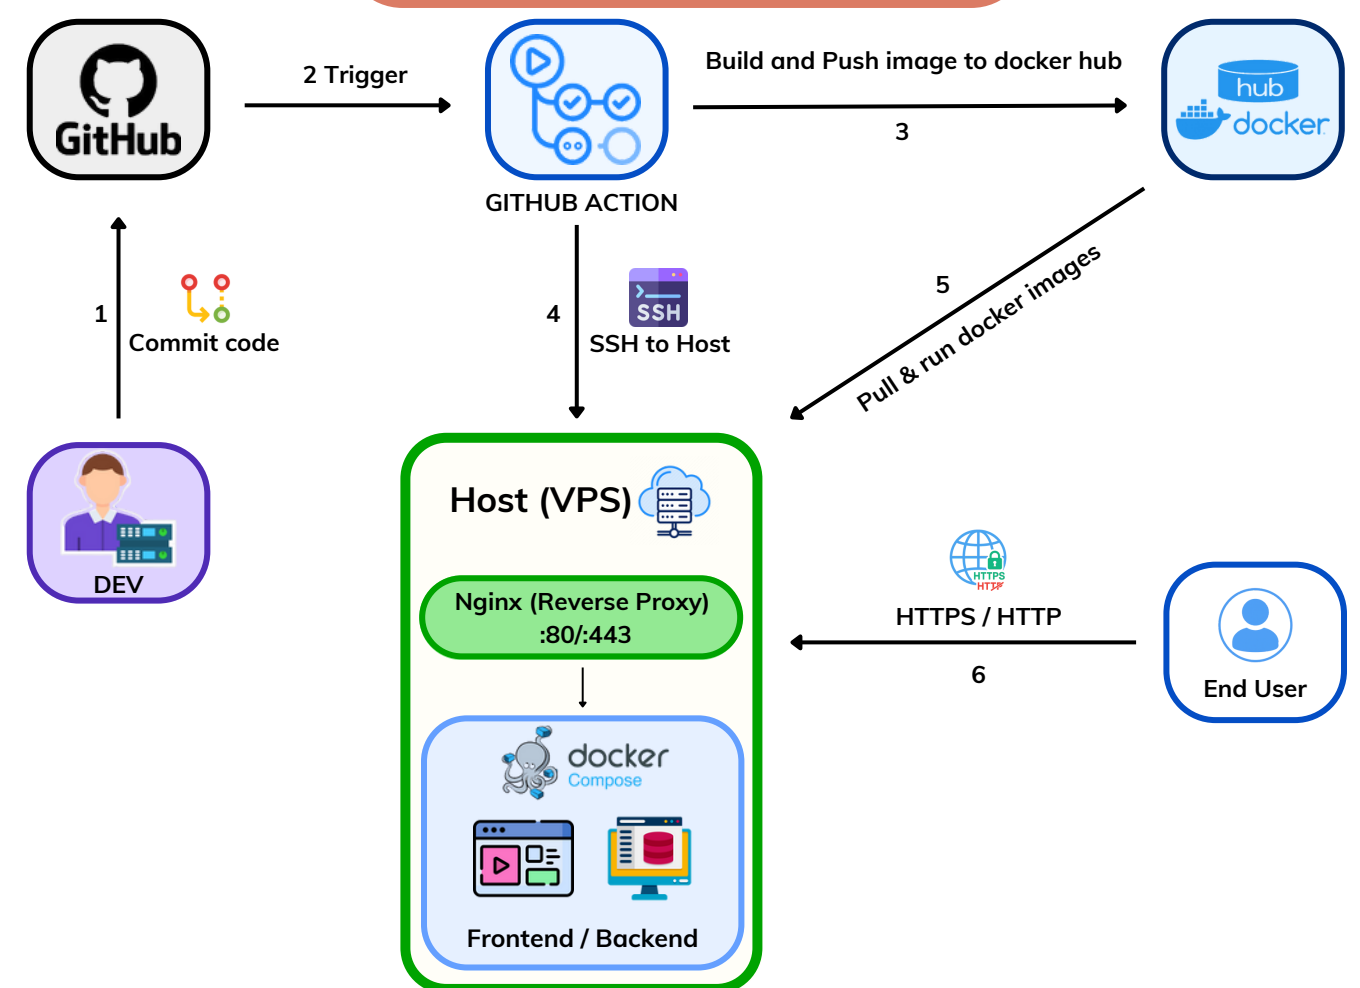 GitHub
2 Trigger
GITHUB ACTION
Build and Push image to docker hub
3
hub
docker
1
Commit code
4
SSH
SSH to Host
5
Pull & run docker images
DEV
Host (VPS)
Nginx (Reverse Proxy)
:80/:443
docker
Compose
Frontend / Backend
HTTPS
HTTP
HTTPS / HTTP
6
End User